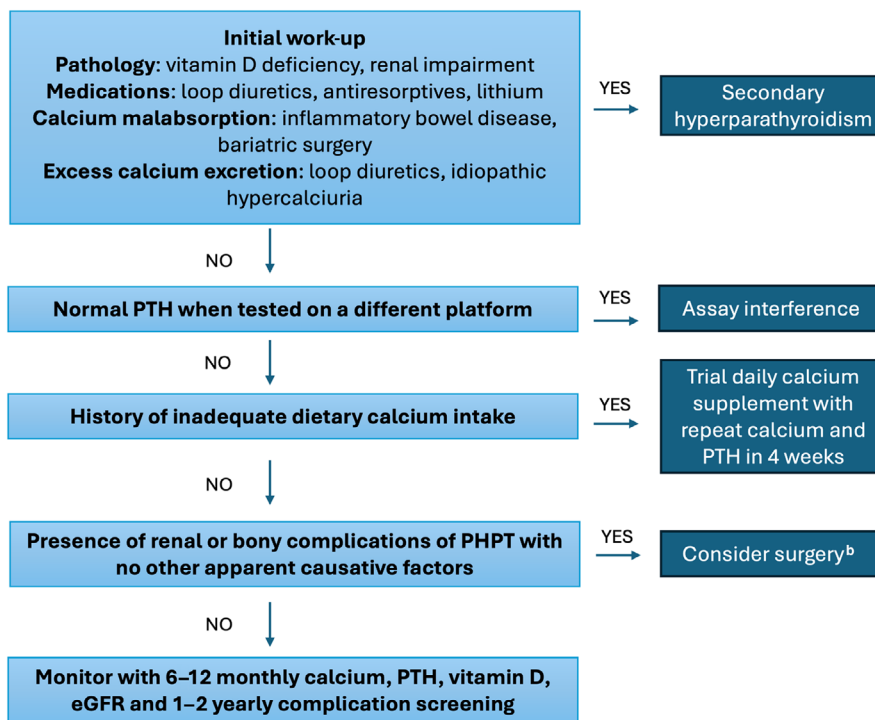 Initial work-up
Pathology: vitamin D deficiency, renal impairment
Medications: loop diuretics, antiresorptives, lithium
Calcium malabsorption: inflammatory bowel disease,
bariatric surgery
Excess calcium excretion: loop diuretics, idiopathic
hypercalciuria
YES
Secondary
hyperparathyroidism
NO
Normal PTH when tested on a different platform
YES
Assay interference
NO
History of inadequate dietary calcium intake
YES
Trial daily calcium
supplement with
repeat calcium and
PTH in 4 weeks
NO
Presence of renal or bony complications of PHPT with
no other apparent causative factors
YES
Consider surgeryᵇ
NO
Monitor with 6–12 monthly calcium, PTH, vitamin D,
eGFR and 1–2 yearly complication screening